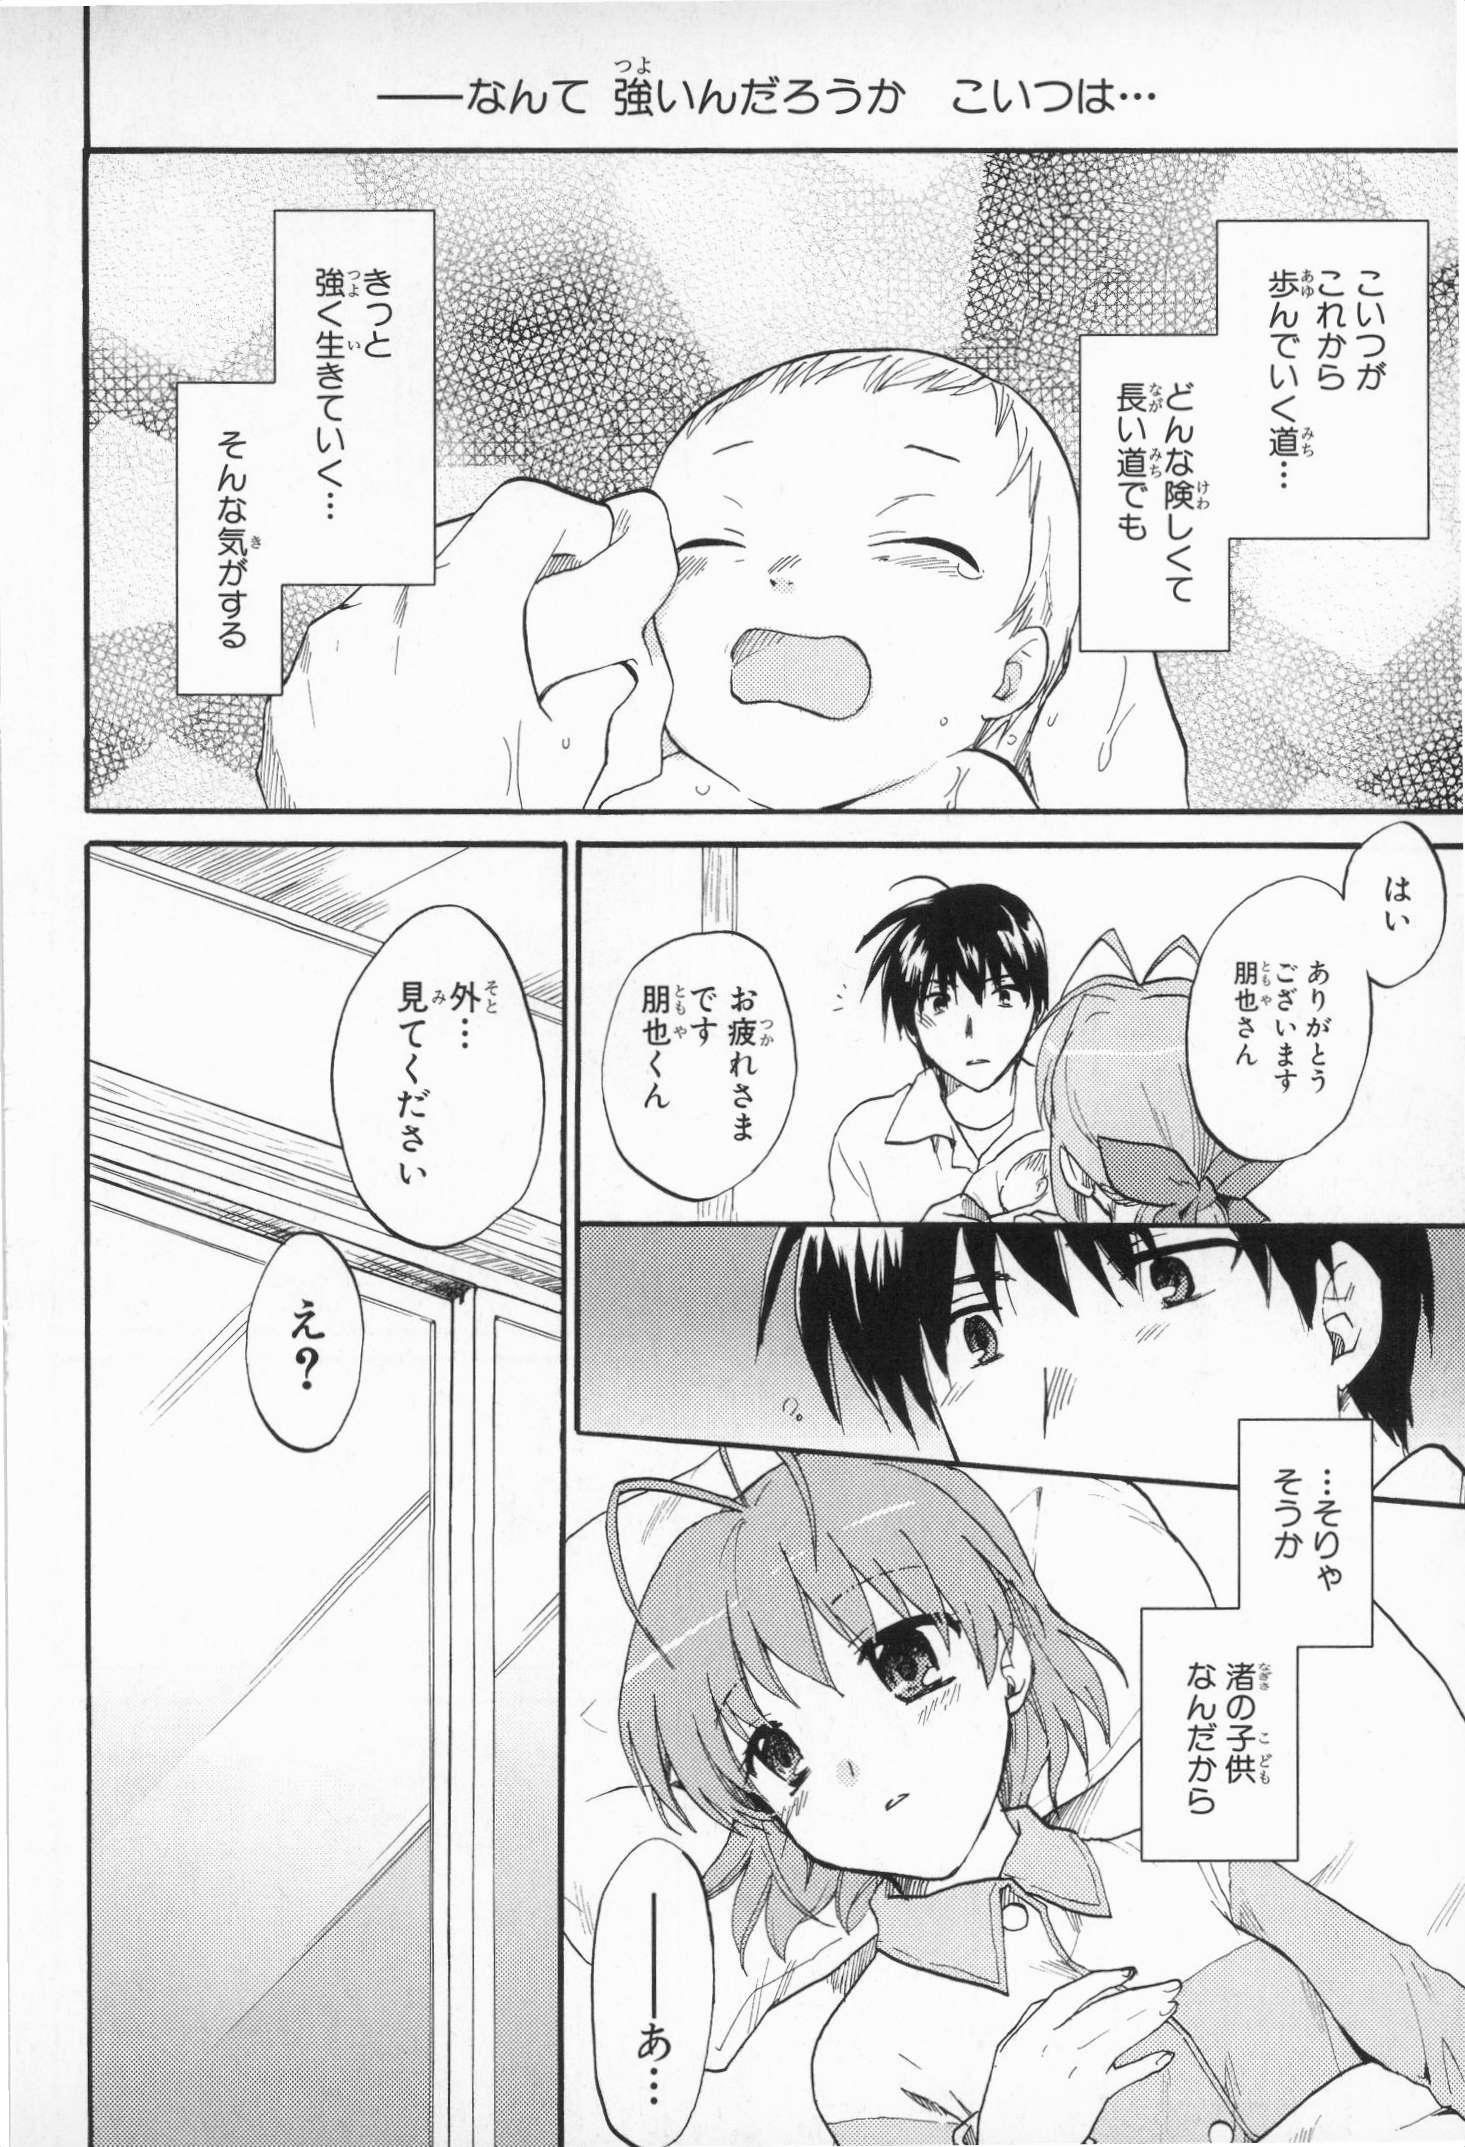 ──なんて 強いんだろうか こいつは…
こいつが
これから
歩んでいく道…
どんな険しくて
長い道でも
きっと
強く生きていく…
そんな気がする
はい
ありがとう
ございます
朋也さん
お疲れさま
です
朋也くん
…そりゃ
そうか
渚の子供
なんだから
──あ…
外…
見てください
え?